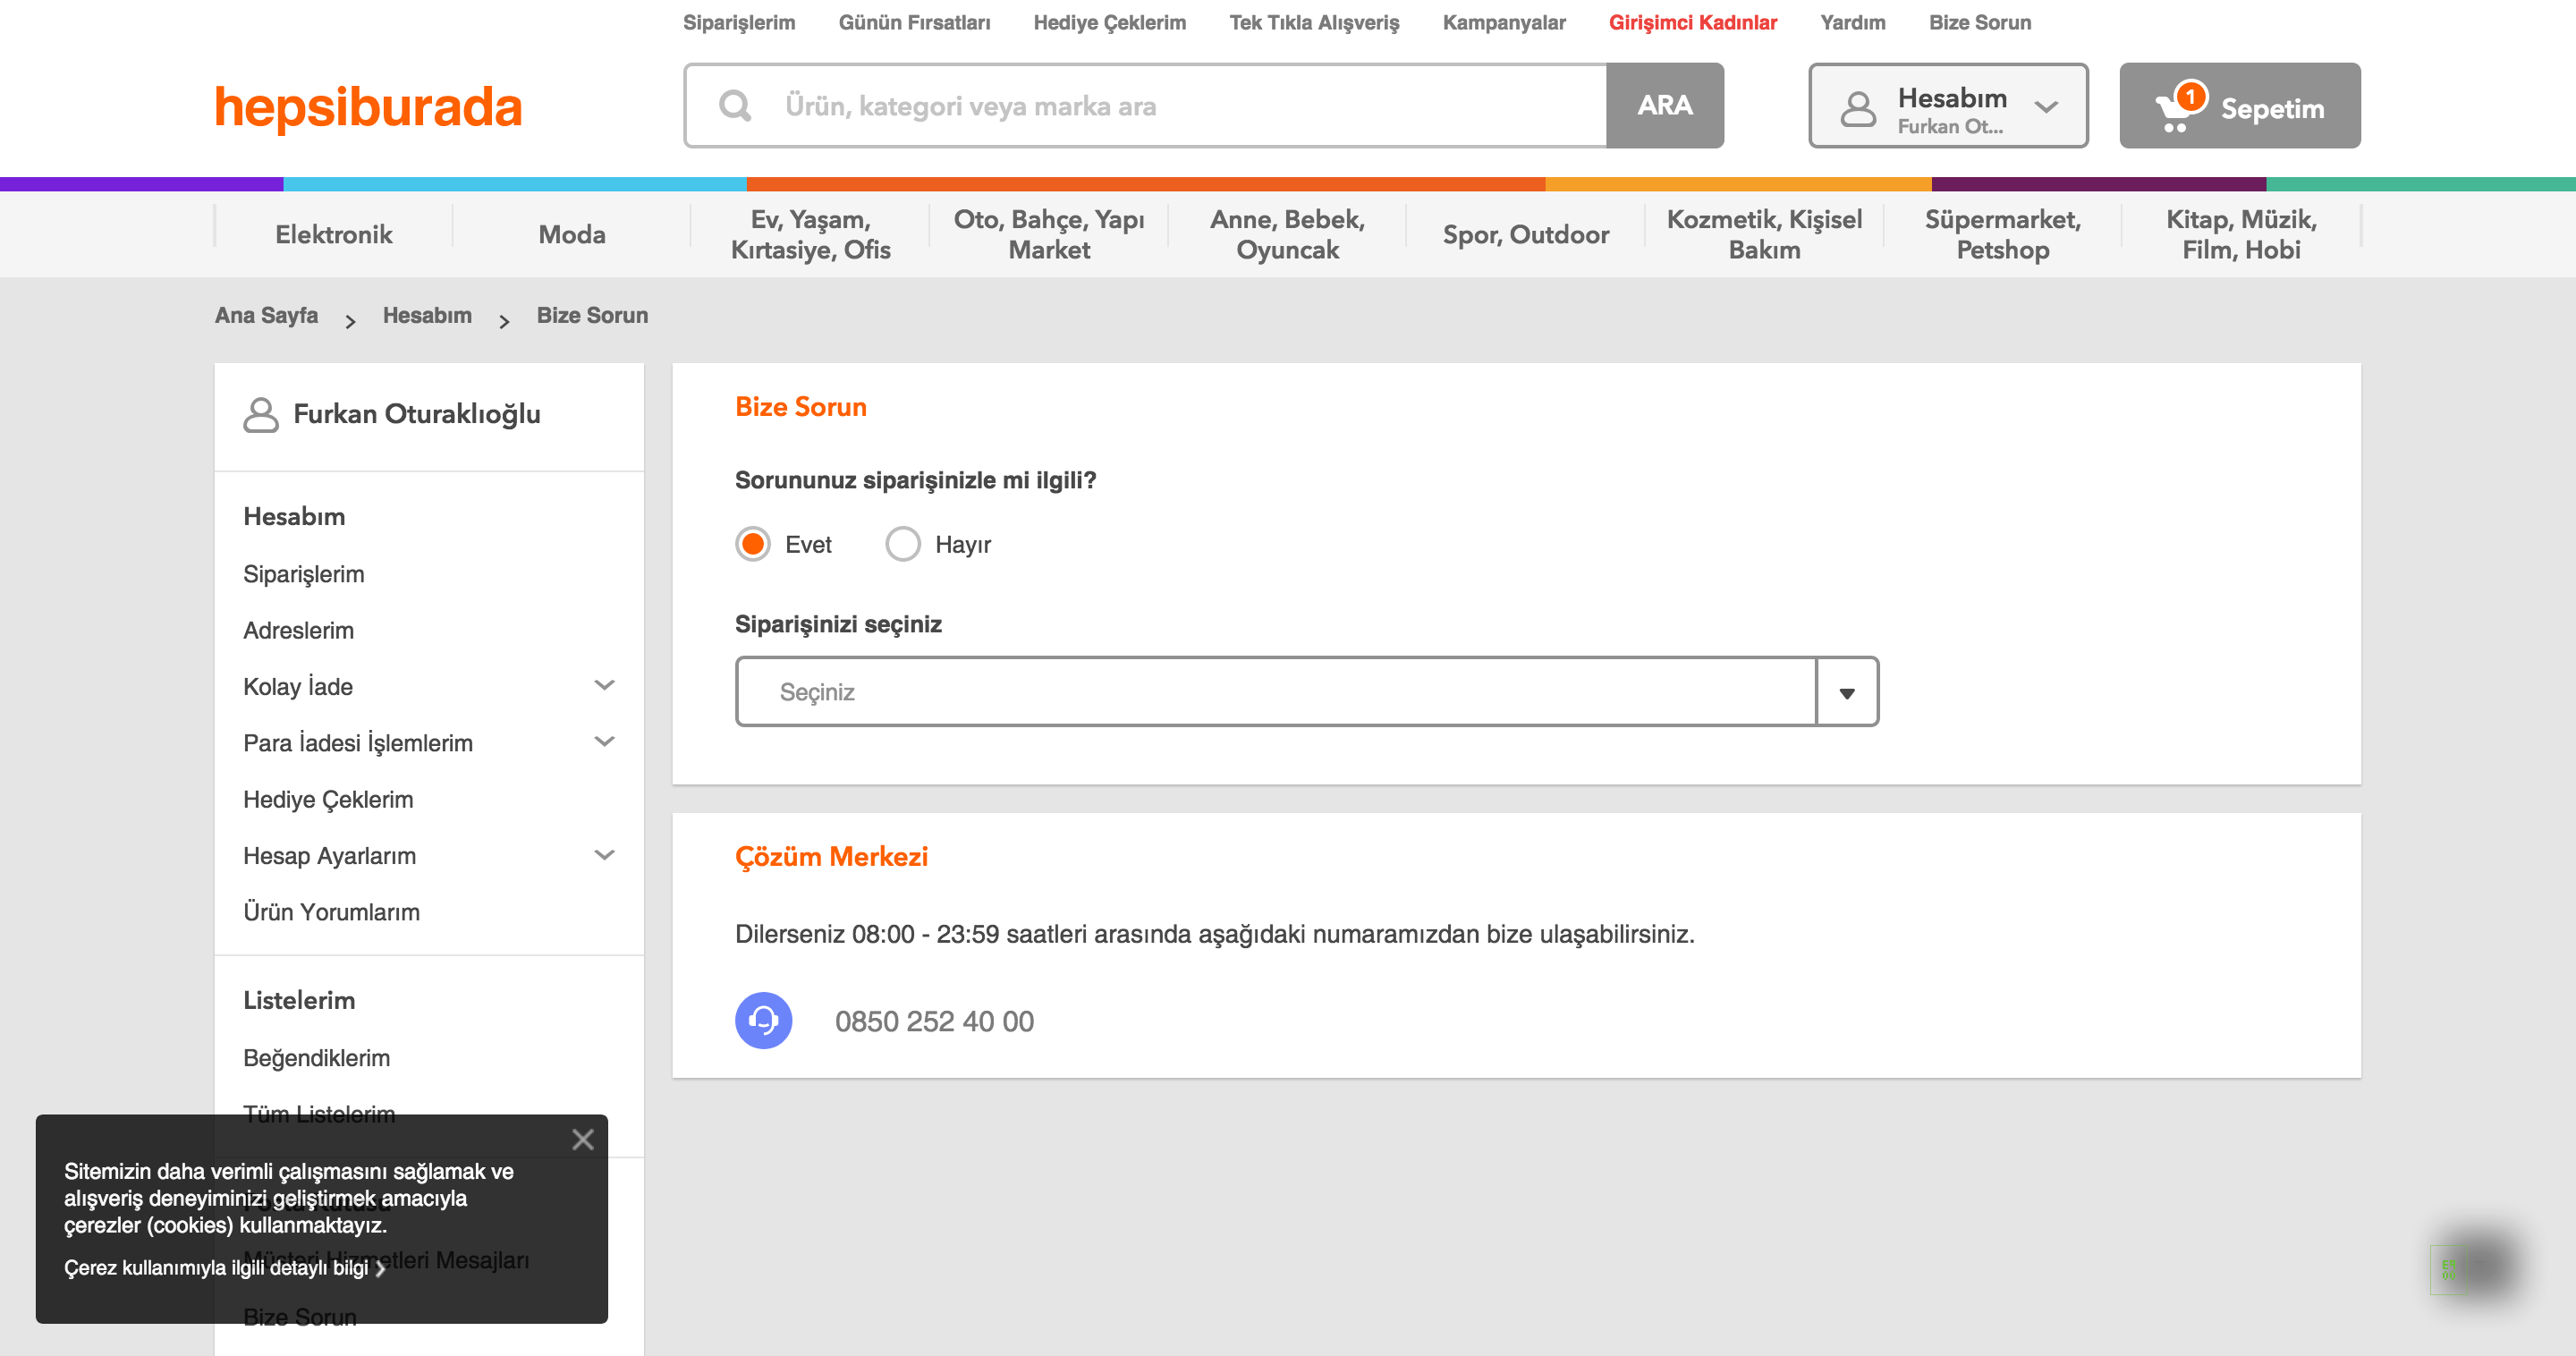 Siparişlerim Günün Fırsatları Hediye Çeklerim Tek Tıkla Alışveriş Kampanyalar Girişimci Kadınlar Yardım Bize Sorun
hepsiburada
Ürün, kategori veya marka ara
ARA
Hesabım
Furkan Ot...
1
Sepetim
Elektronik
Moda
Ev, Yaşam,
Kırtasiye, Ofis
Oto, Bahçe, Yapı
Market
Anne, Bebek,
Oyuncak
Spor, Outdoor
Kozmetik, Kişisel
Bakım
Süpermarket,
Petshop
Kitap, Müzik,
Film, Hobi
Ana Sayfa > Hesabım > Bize Sorun
Furkan Oturaklıoğlu
Hesabım
Siparişlerim
Adreslerim
Kolay İade
Para İadesi İşlemlerim
Hediye Çeklerim
Hesap Ayarlarım
Ürün Yorumlarım
Listelerim
Beğendiklerim
Tüm Listelerim
Müşteri Hizmetleri Mesajları
Bize Sorun
Sitemizin daha verimli çalışmasını sağlamak ve
alışveriş deneyiminizi geliştirmek amacıyla
çerezler (cookies) kullanmaktayız.
Çerez kullanımıyla ilgili detaylı bilgi >
Bize Sorun
Sorununuz siparişinizle mi ilgili?
Evet Hayır
Siparişinizi seçiniz
Seçiniz
Çözüm Merkezi
Dilerseniz 08:00 - 23:59 saatleri arasında aşağıdaki numaramızdan bize ulaşabilirsiniz.
0850 252 40 00